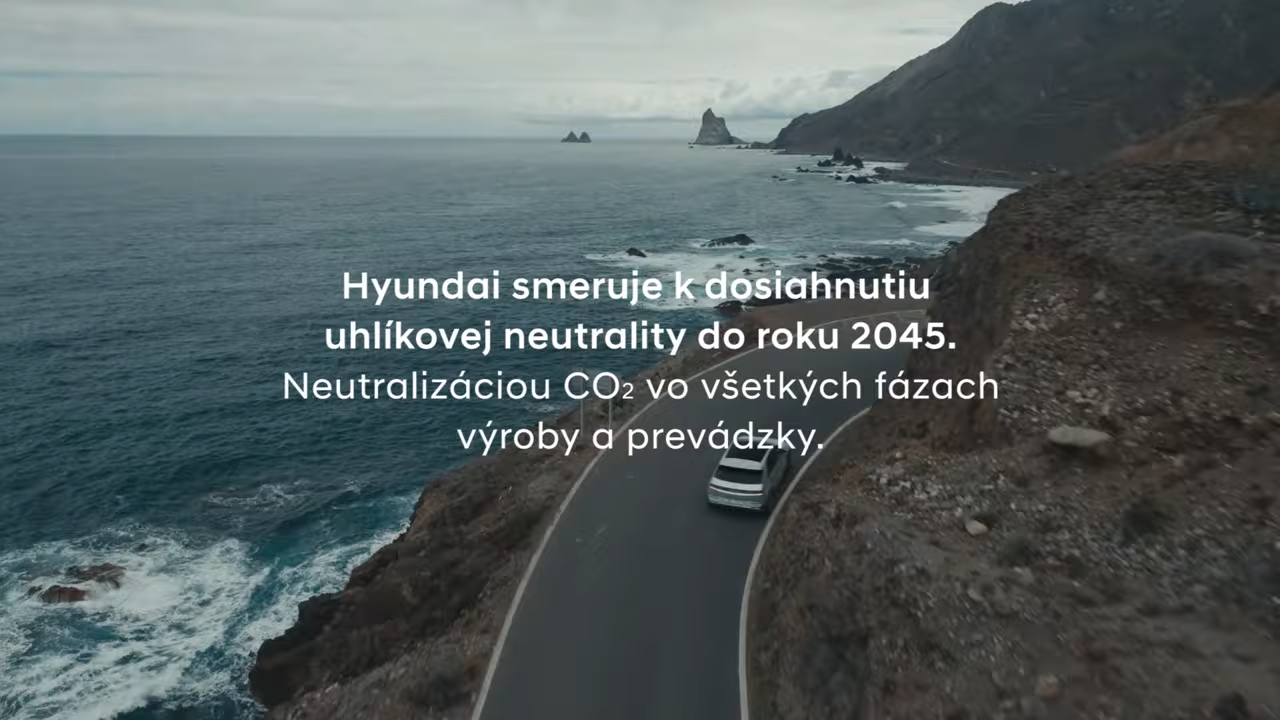 Hyundai smeruje k dosiahnutiu
uhlíkovej neutrality do roku 2045.
Neutralizáciou CO₂ vo všetkých fázach
výroby a prevádzky.